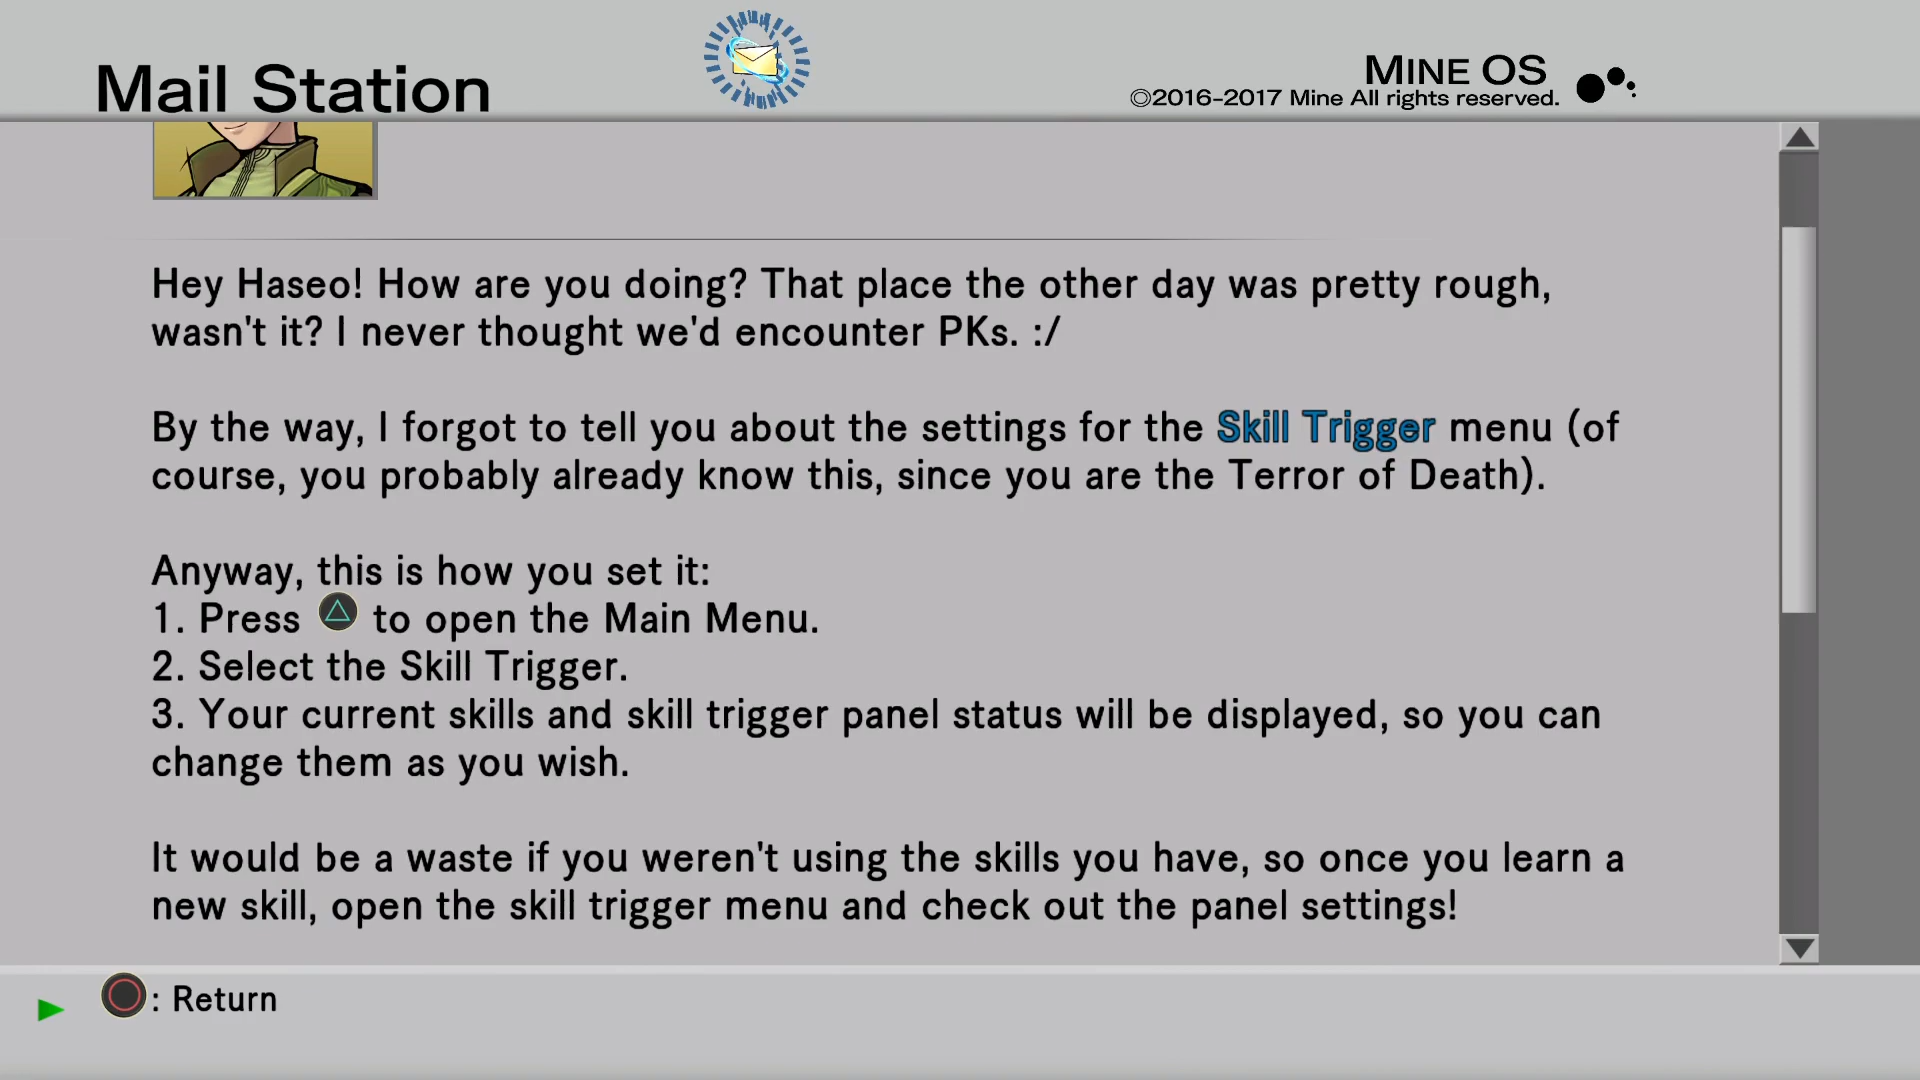 Mail Station
MINE OS
©2016-2017 Mine All rights reserved.
Hey Haseo! How are you doing? That place the other day was pretty rough,
wasn't it? I never thought we'd encounter PKs. :/
By the way, I forgot to tell you about the settings for the Skill Trigger menu (of
course, you probably already know this, since you are the Terror of Death).
Anyway, this is how you set it:
1. Press △ to open the Main Menu.
2. Select the Skill Trigger.
3. Your current skills and skill trigger panel status will be displayed, so you can
change them as you wish.
It would be a waste if you weren't using the skills you have, so once you learn a
new skill, open the skill trigger menu and check out the panel settings!
: Return